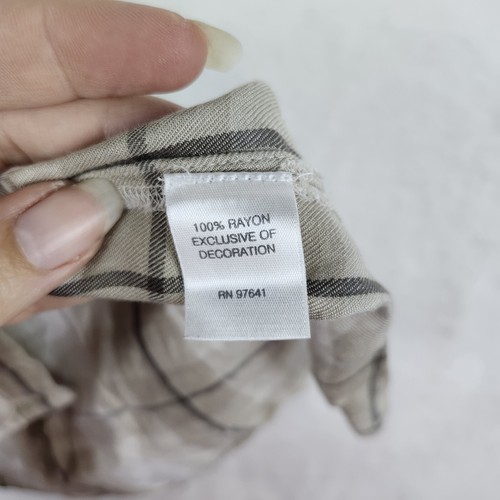 100% RAYON
EXCLUSIVE OF
DECORATION
RN 97641